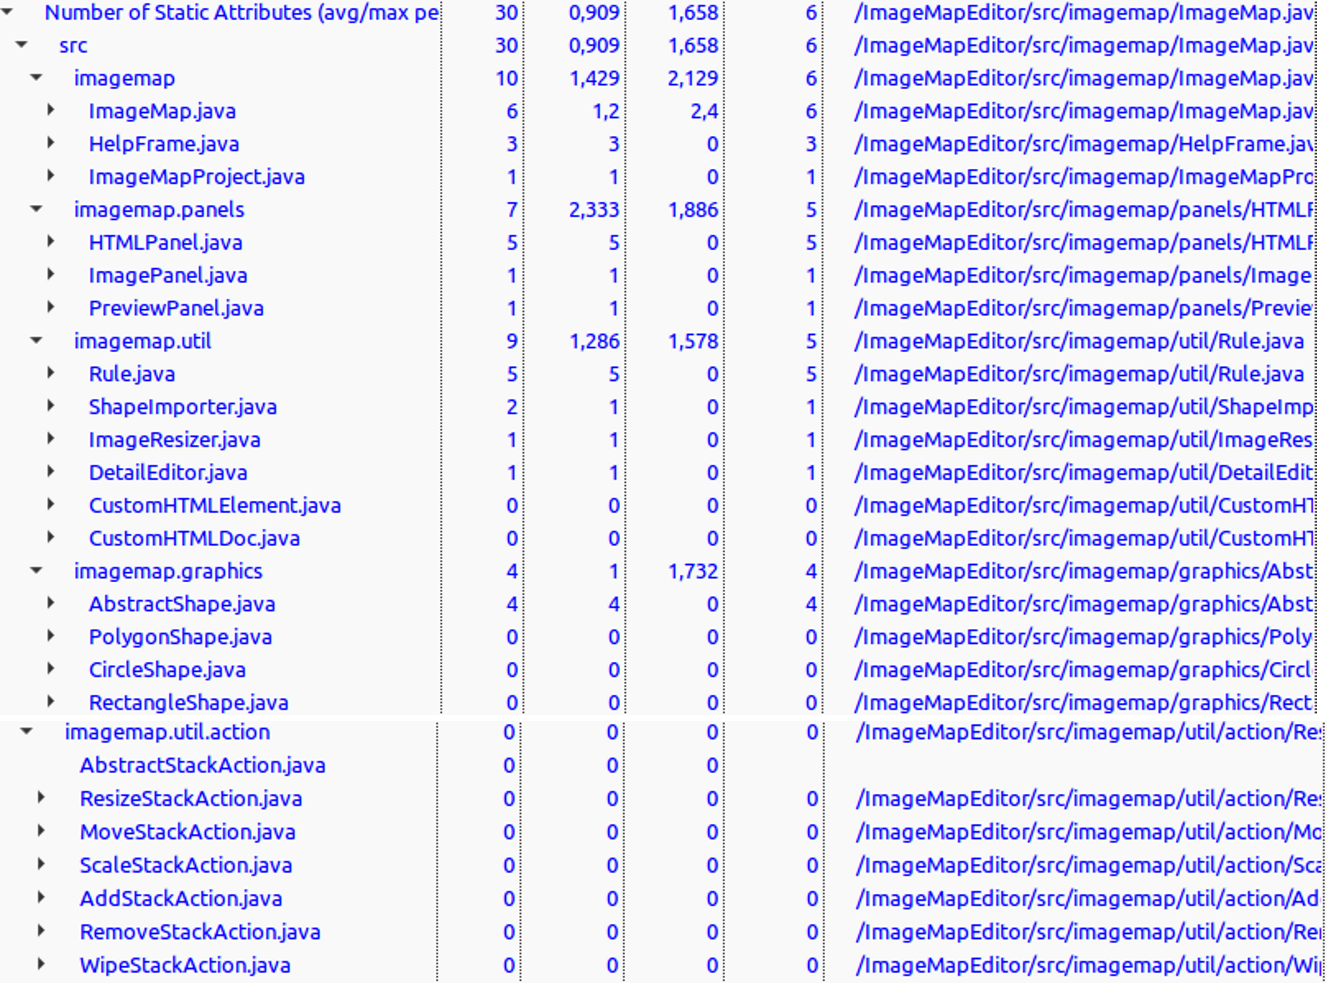 Number of Static Attributes (avg/max pe 30 0,909 1,658 6 /ImageMapEditor/src/imagemap/ImageMap.jav
src 30 0,909 1,658 6 /ImageMapEditor/src/imagemap/ImageMap.jav
imagemap 10 1,429 2,129 6 /ImageMapEditor/src/imagemap/ImageMap.jav
ImageMap.java 6 1,2 2,4 6 /ImageMapEditor/src/imagemap/ImageMap.jav
HelpFrame.java 3 3 0 3 /ImageMapEditor/src/imagemap/HelpFrame.jav
ImageMapProject.java 1 1 0 1 /ImageMapEditor/src/imagemap/ImageMapPro
imagemap.panels 7 2,333 1,886 5 /ImageMapEditor/src/imagemap/panels/HTMLP
HTMLPanel.java 5 5 0 5 /ImageMapEditor/src/imagemap/panels/HTMLP
ImagePanel.java 1 1 0 1 /ImageMapEditor/src/imagemap/panels/Image
PreviewPanel.java 1 1 0 1 /ImageMapEditor/src/imagemap/panels/Previe
imagemap.util 9 1,286 1,578 5 /ImageMapEditor/src/imagemap/util/Rule.java
Rule.java 5 5 0 5 /ImageMapEditor/src/imagemap/util/Rule.java
ShapeImporter.java 2 1 0 1 /ImageMapEditor/src/imagemap/util/ShapeImp
ImageResizer.java 1 1 0 1 /ImageMapEditor/src/imagemap/util/ImageRes
DetailEditor.java 1 1 0 1 /ImageMapEditor/src/imagemap/util/DetailEdit
CustomHTMLElement.java 0 0 0 0 /ImageMapEditor/src/imagemap/util/CustomHT
CustomHTMLDoc.java 0 0 0 0 /ImageMapEditor/src/imagemap/util/CustomHT
imagemap.graphics 4 1 1,732 4 /ImageMapEditor/src/imagemap/graphics/Abst
AbstractShape.java 4 4 0 4 /ImageMapEditor/src/imagemap/graphics/Abst
PolygonShape.java 0 0 0 0 /ImageMapEditor/src/imagemap/graphics/Poly
CircleShape.java 0 0 0 0 /ImageMapEditor/src/imagemap/graphics/Circl
RectangleShape.java 0 0 0 0 /ImageMapEditor/src/imagemap/graphics/Rect
imagemap.util.action 0 0 0 0 /ImageMapEditor/src/imagemap/util/action/Res
AbstractStackAction.java 0 0 0
ResizeStackAction.java 0 0 0 0 /ImageMapEditor/src/imagemap/util/action/Res
MoveStackAction.java 0 0 0 0 /ImageMapEditor/src/imagemap/util/action/Mo
ScaleStackAction.java 0 0 0 0 /ImageMapEditor/src/imagemap/util/action/Sca
AddStackAction.java 0 0 0 0 /ImageMapEditor/src/imagemap/util/action/Ad
RemoveStackAction.java 0 0 0 0 /ImageMapEditor/src/imagemap/util/action/Rei
WipeStackAction.java 0 0 0 0 /ImageMapEditor/src/imagemap/util/action/Wip